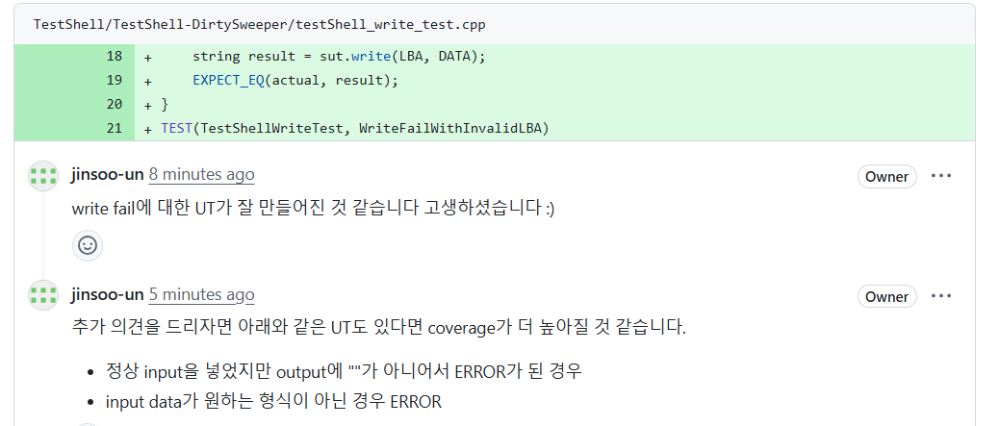 TestShell/TestShell-DirtySweeper/testShell_write_test.cpp
18 + string result = sut.write(LBA, DATA);
19 + EXPECT_EQ(actual, result);
20 + }
21 + TEST(TestShellWriteTest, WriteFailWithInvalidLBA)
jinsoo-un 8 minutes ago Owner ...
write fail에 대한 UT가 잘 만들어진 것 같습니다 고생하셨습니다 :)
jinsoo-un 5 minutes ago Owner ...
추가 의견을 드리자면 아래와 같은 UT도 있다면 coverage가 더 높아질 것 같습니다.
• 정상 input을 넣었지만 output에 ""가 아니어서 ERROR가 된 경우
• input data가 원하는 형식이 아닌 경우 ERROR